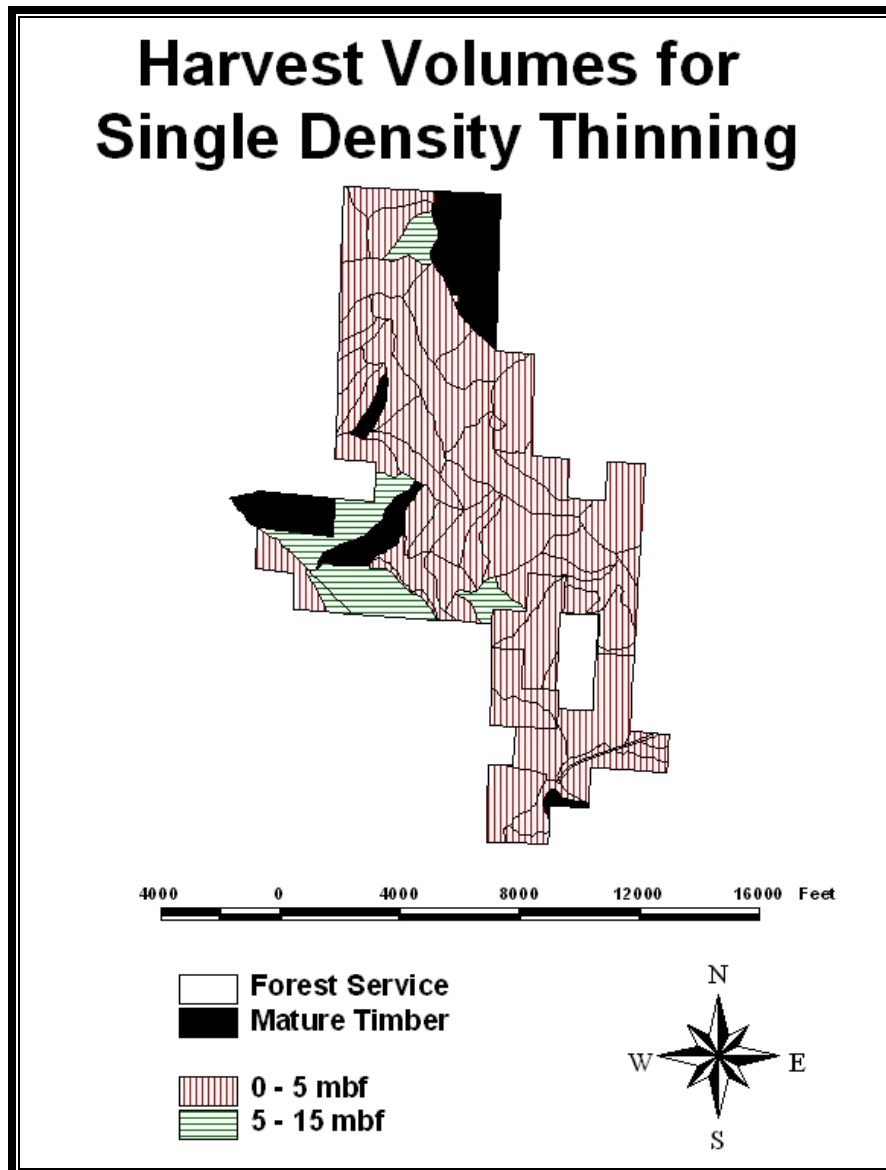 Harvest Volumes for
Single Density Thinning
4000 0 4000 8000 12000 16000 Feet
Forest Service
Mature Timber
0 - 5 mbf
5 - 15 mbf
N
W E
S